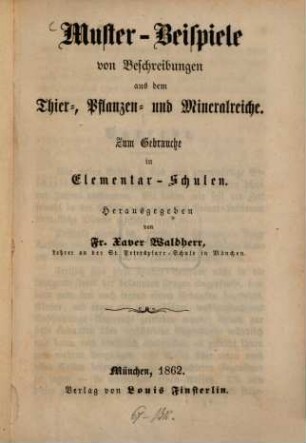 Muster-Beispiele
von Beschreibungen
aus dem
Thier-, Pflanzen- und Mineralreiche.
Zum Gebrauche
in
Elementar-Schulen.
Herausgegeben
von
Fr. Xaver Waldherr,
Lehrer an der St. Peterspfarr-Schule in München.
München, 1862.
Verlag von Louis Finsterlin.